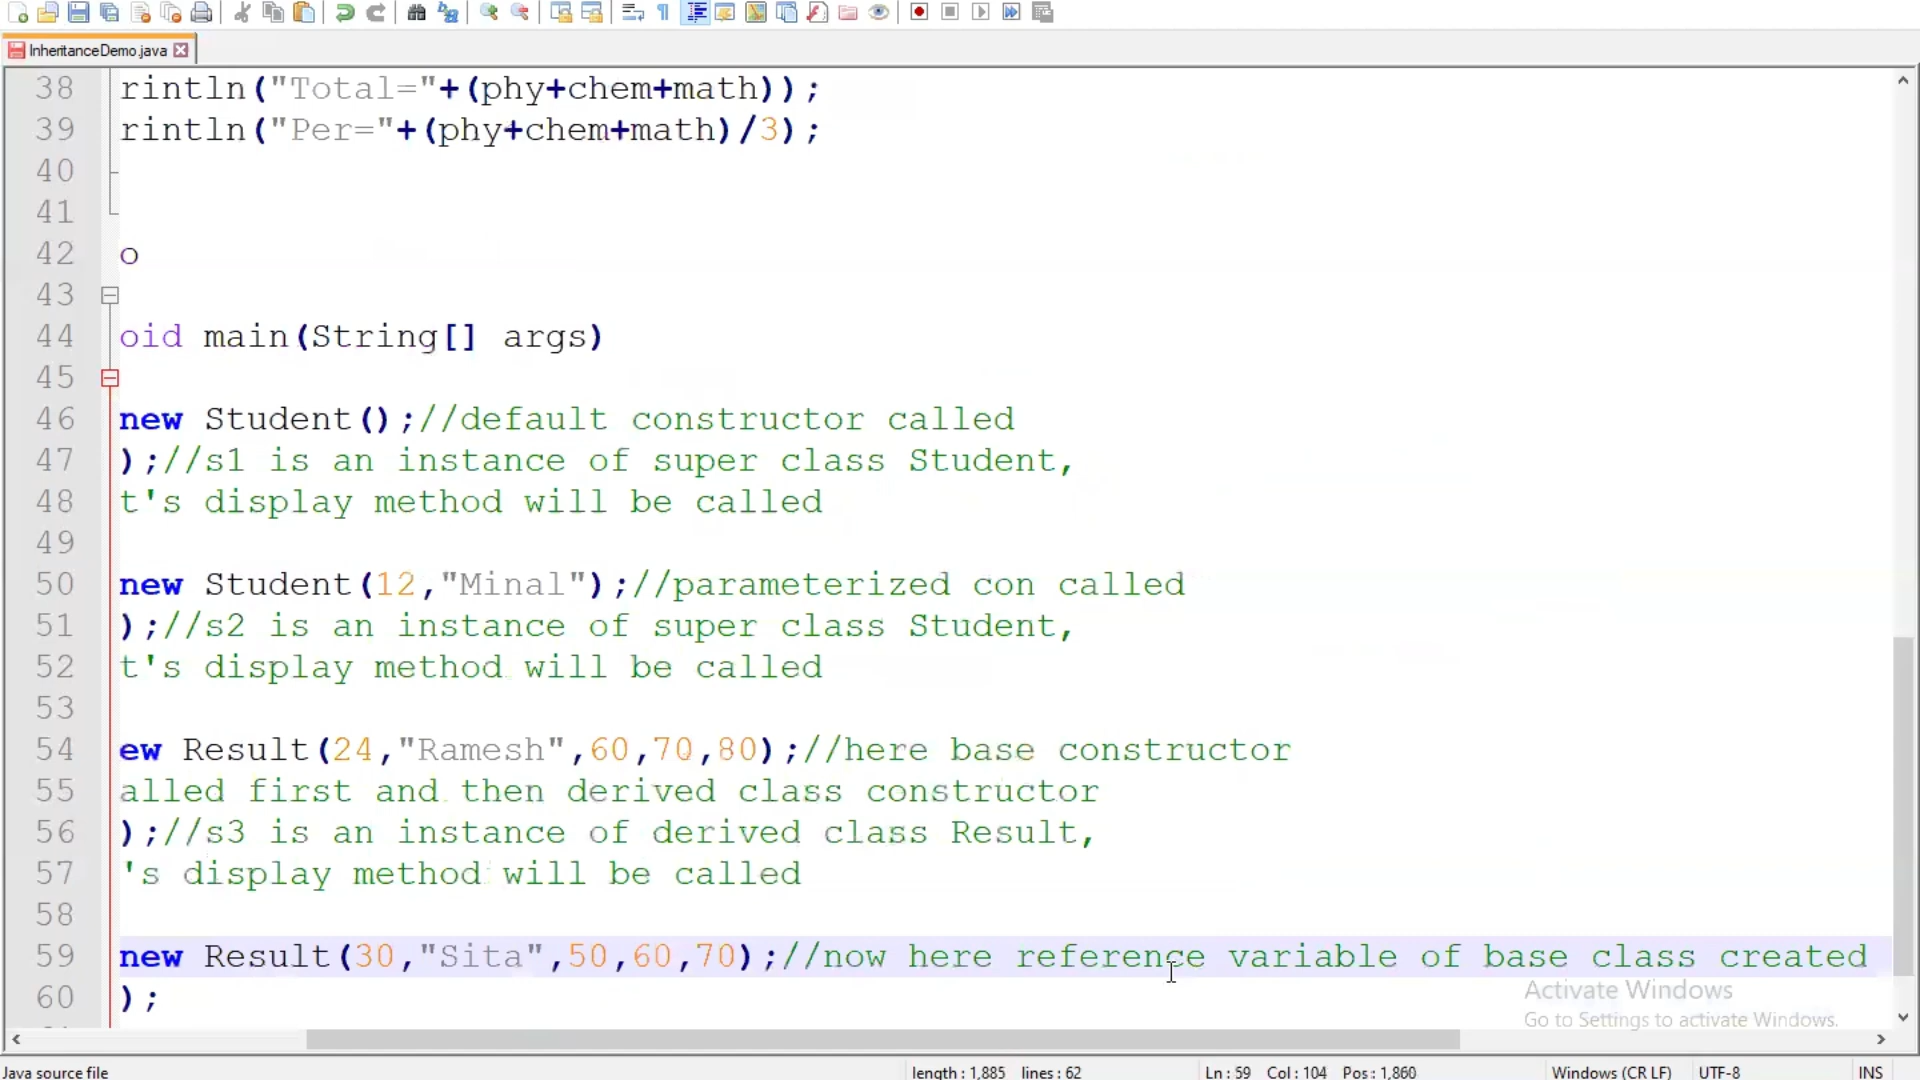 InheritanceDemo.java
38 rintln("Total="+(phy+chem+math));
39 rintln("Per="+(phy+chem+math)/3);
40
41
42 o
43
44 oid main(String[] args)
45
46 new Student();//default constructor called
47 );//s1 is an instance of super class Student,
48 t's display method will be called
49
50 new Student(12,"Minal");//parameterized con called
51 );//s2 is an instance of super class Student,
52 t's display method will be called
53
54 ew Result(24,"Ramesh",60,70,80);//here base constructor
55 alled first and then derived class constructor
56 );//s3 is an instance of derived class Result,
57 's display method will be called
58
59 new Result(30,"Sita",50,60,70);//now here reference variable of base class created
60 );
Activate Windows
Go to Settings to activate Windows.
Java source file length : 1,885 lines : 62 Ln : 59 Col : 104 Pos : 1,860 Windows (CR LF) UTF-8 INS